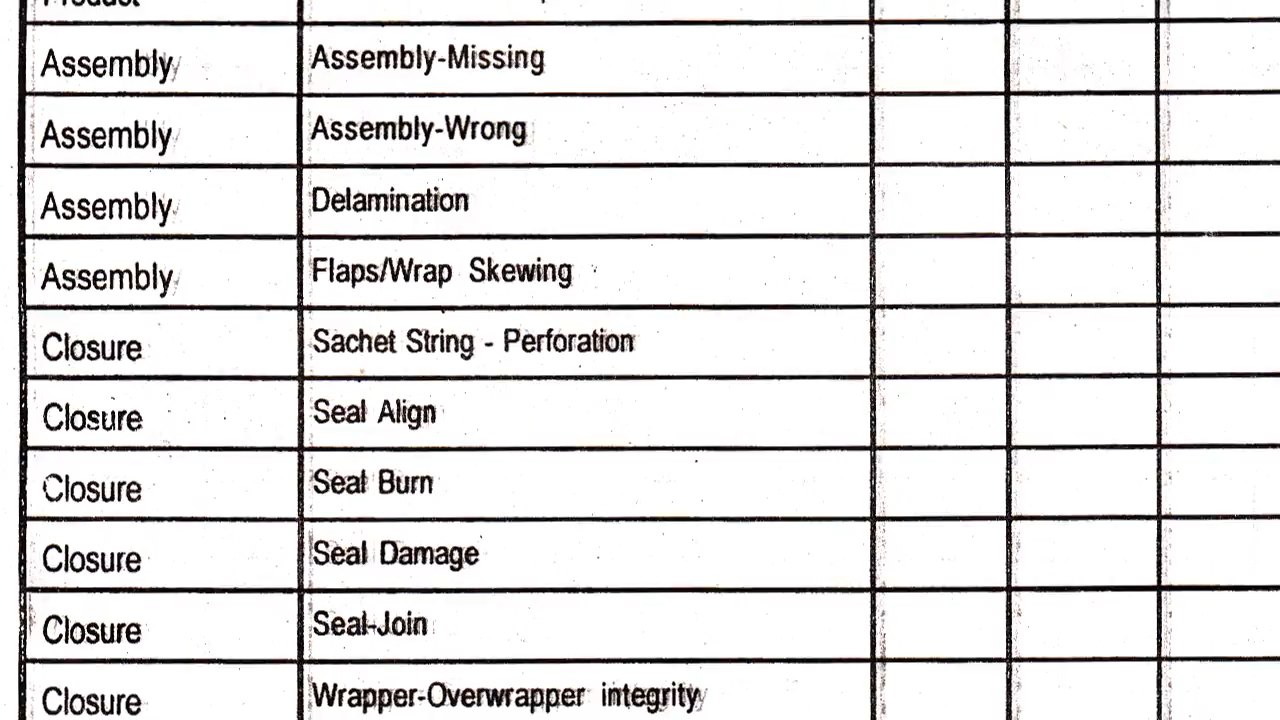 Product
Assembly Assembly-Missing
Assembly Assembly-Wrong
Assembly Delamination
Assembly Flaps/Wrap Skewing
Closure Sachet String - Perforation
Closure Seal Align
Closure Seal Burn
Closure Seal Damage
Closure Seal-Join
Closure Wrapper-Overwrapper integrity